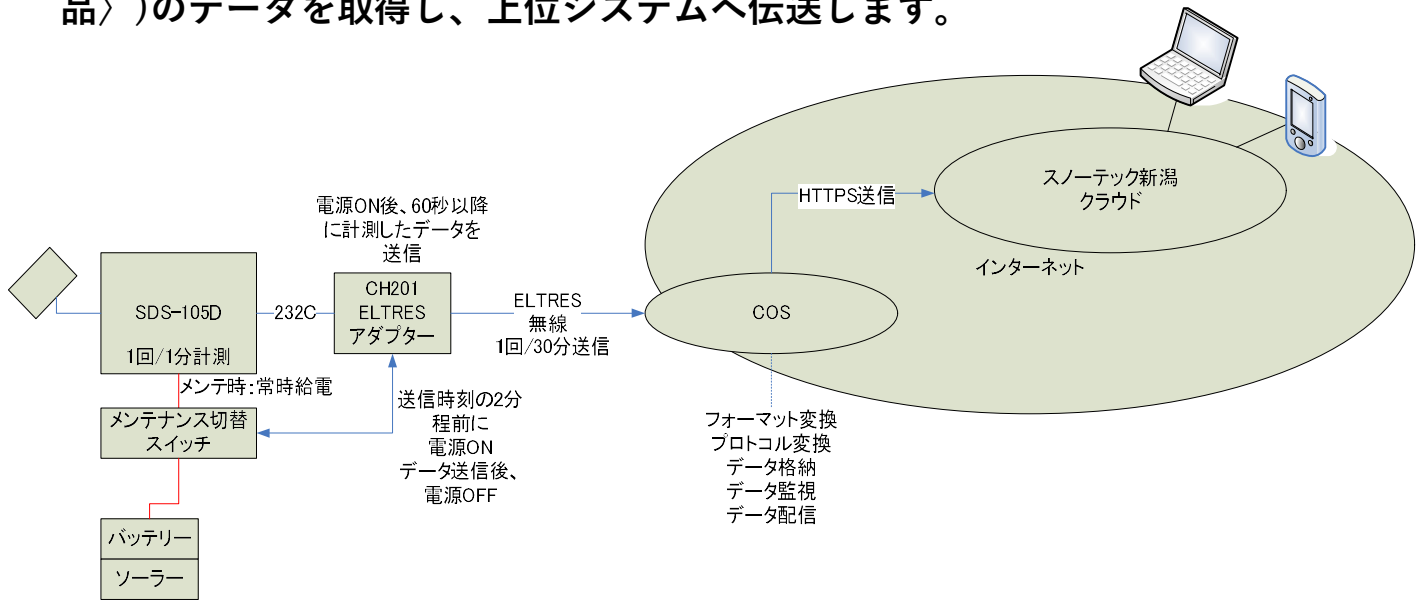 品〉)のデータを取得し、上位システムへ伝送します。
スノーテック新潟
クラウド
HTTPS送信
インターネット
電源ON後、60秒以降
に計測したデータを
送信
SDS-105D
1回/1分計測
232C
CH201
ELTRES
アダプター
ELTRES
無線
1回/30分送信
COS
メンテ時:常時給電
メンテナンス切替
スイッチ
送信時刻の2分
程前に
電源ON
データ送信後、
電源OFF
フォーマット変換
プロトコル変換
データ格納
データ監視
データ配信
バッテリー
ソーラー